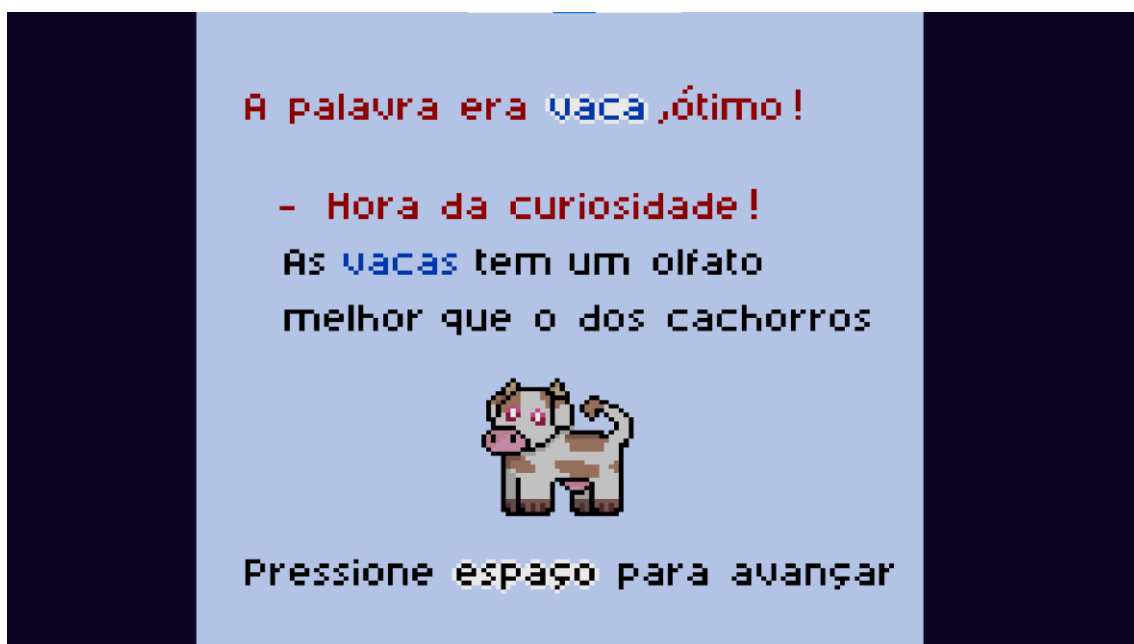 A palavra era vaca,ótimo!
- Hora da curiosidade!
As vacas tem um olfato
melhor que o dos cachorros
Pressione espaço para avançar